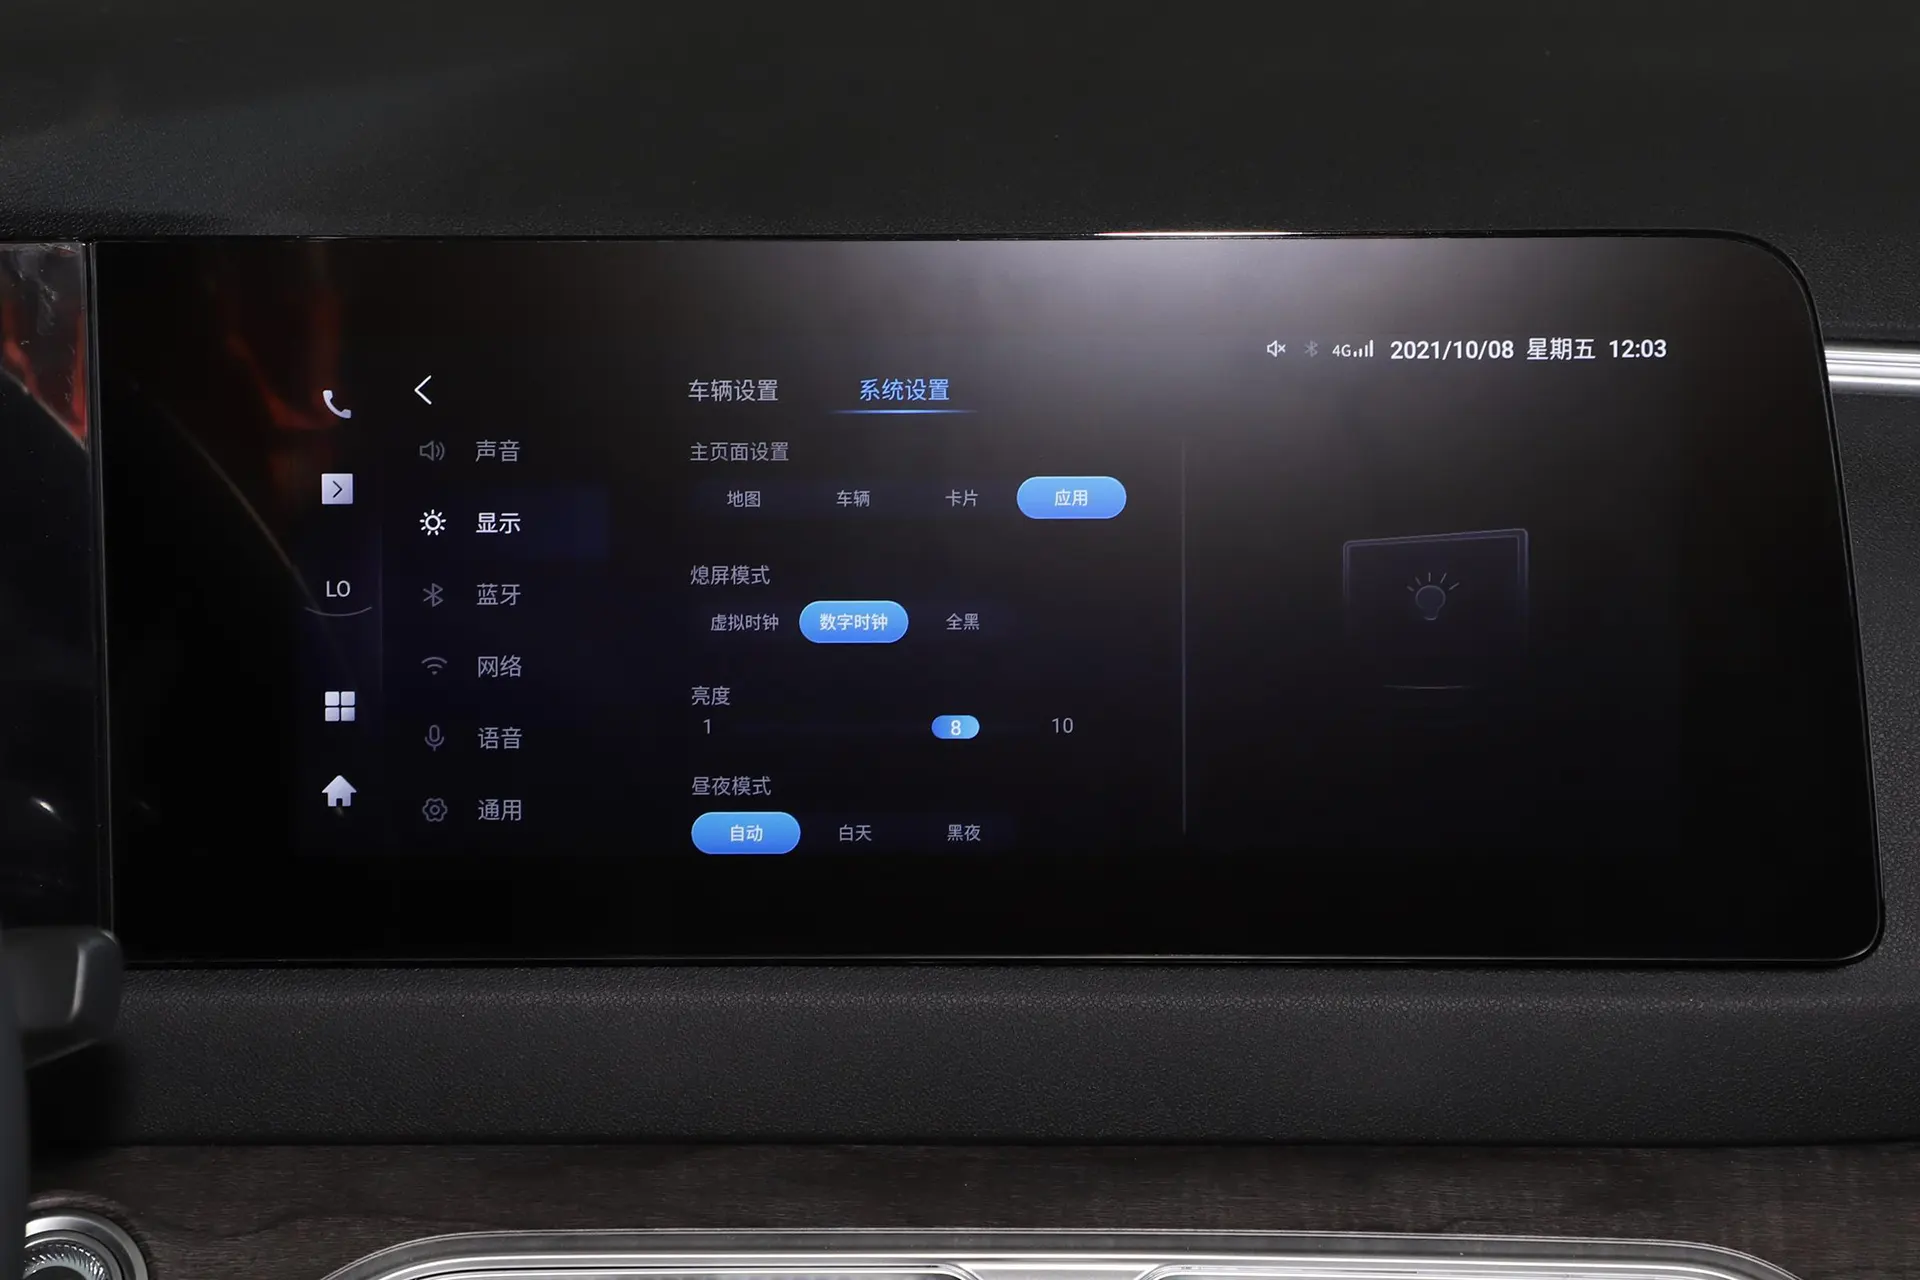 4G 2021/10/08 星期五 12:03
车辆设置 系统设置
声音
显示
蓝牙
网络
语音
通用
LO
主页面设置
地图 车辆 卡片 应用
熄屏模式
虚拟时钟 数字时钟 全黑
亮度
1 8 10
昼夜模式
自动 白天 黑夜